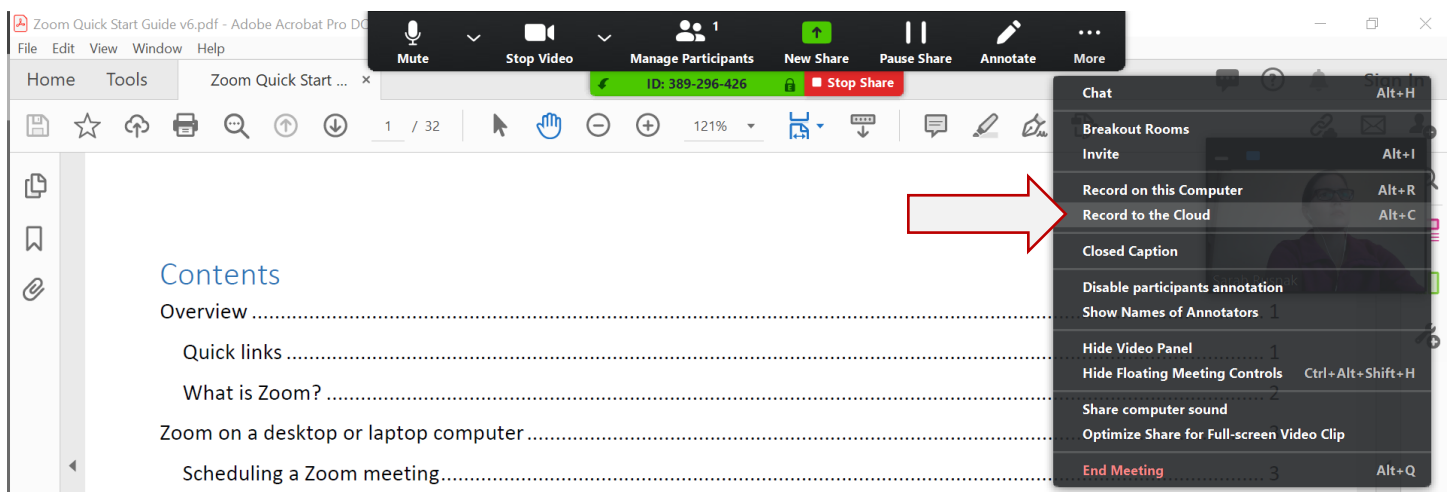 Zoom Quick Start Guide v6.pdf - Adobe Acrobat Pro DC
File Edit View Window Help
Mute Stop Video Manage Participants 1 New Share Pause Share Annotate More
Home Tools Zoom Quick Start ... × ID: 389-296-426 Stop Share Sign In
1 / 32 121%
Chat Alt+H
Breakout Rooms
Invite Alt+I
Record on this Computer Alt+R
Record to the Cloud Alt+C
Closed Caption
Disable participants annotation
Show Names of Annotators
Hide Video Panel
Hide Floating Meeting Controls Ctrl+Alt+Shift+H
Share computer sound
Optimize Share for Full-screen Video Clip
End Meeting Alt+Q
Contents
Overview ........ 1
Quick links ........ 1
What is Zoom? ........ 2
Zoom on a desktop or laptop computer ........
Scheduling a Zoom meeting ........ 3